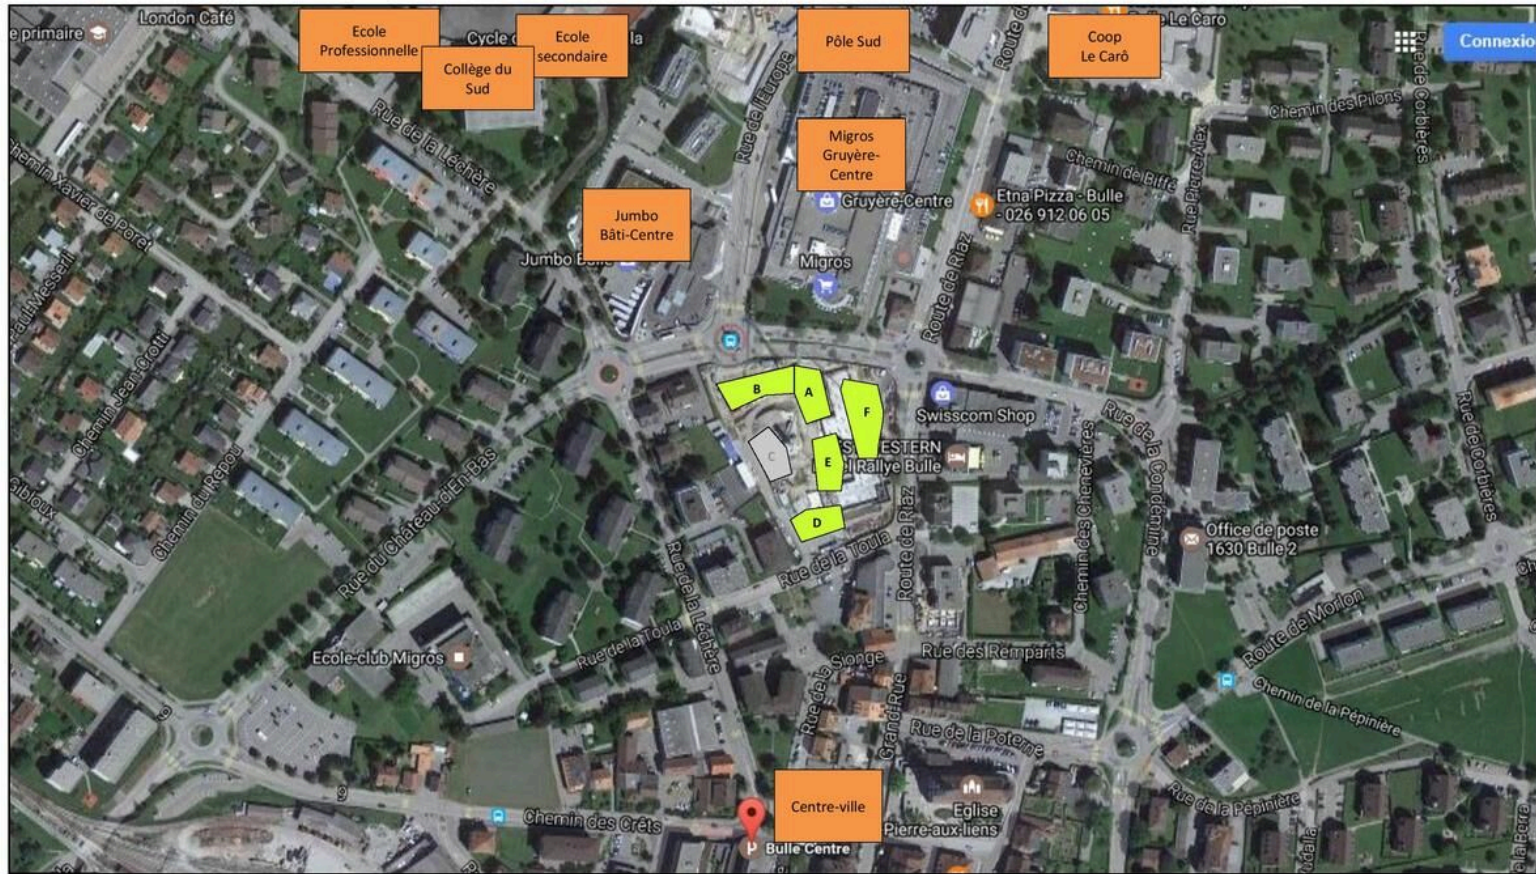 London Café
e primaire
Ecole
Professionnelle
Cycle
Ecole
secondaire
la
Collège du
Sud
Pôle Sud
Coop
Le Carô
Le Caro
Connexio
Rue de l'Europe
Route d
Rue de Corbières
Chemin des Pilons
Migros
Gruyère-
Centre
Gruyère-Centre
Chemin de Biffé
Rue Pierre-Alex
Etna Pizza - Bulle
- 026 912 06 05
Rue de la Léchère
Chemin Xavier de Poret
Jumbo
Bâti-Centre
Jumbo
Migros
Route de Riaz
Chemin Jean-Crotti
Chemin du Répou
Rue du Château-d'En-Bas
B
A
F
C
E
D
Swisscom Shop
ESTERN
l Rallye Bulle
Rue de la Condémine
Chemin des Chenevières
Rue de Corbières
Gibloux
Office de poste
1630 Bulle 2
Route de Riaz
Rue de la Toula
Rue de la Léchère
Route de Morlon
Ecole-club Migros
Rue de la Toula
Rue de la Sionge
Rue des Remparts
Chemin de la Pépinière
Grand-Rue
Rue de la Poterne
Rue de la Pépinière
Centre-ville
Eglise
Pierre-aux-liens
Chemin des Crêts
Bulle Centre